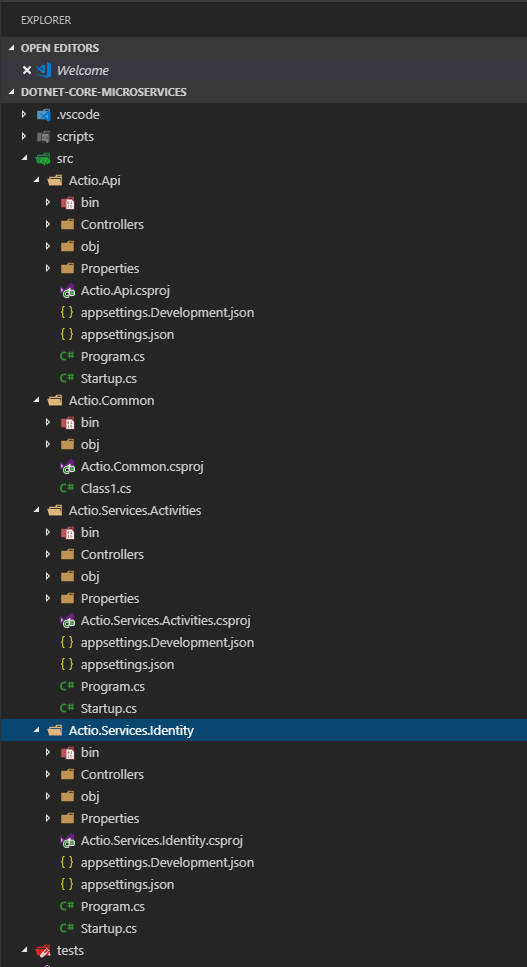 EXPLORER
OPEN EDITORS
Welcome
DOTNET-CORE-MICROSERVICES
.vscode
scripts
src
Actio.Api
bin
Controllers
obj
Properties
Actio.Api.csproj
{ } appsettings.Development.json
{ } appsettings.json
C# Program.cs
C# Startup.cs
Actio.Common
bin
obj
Actio.Common.csproj
C# Class1.cs
Actio.Services.Activities
bin
Controllers
obj
Properties
Actio.Services.Activities.csproj
{ } appsettings.Development.json
{ } appsettings.json
C# Program.cs
C# Startup.cs
Actio.Services.Identity
bin
Controllers
obj
Properties
Actio.Services.Identity.csproj
{ } appsettings.Development.json
{ } appsettings.json
C# Program.cs
C# Startup.cs
tests